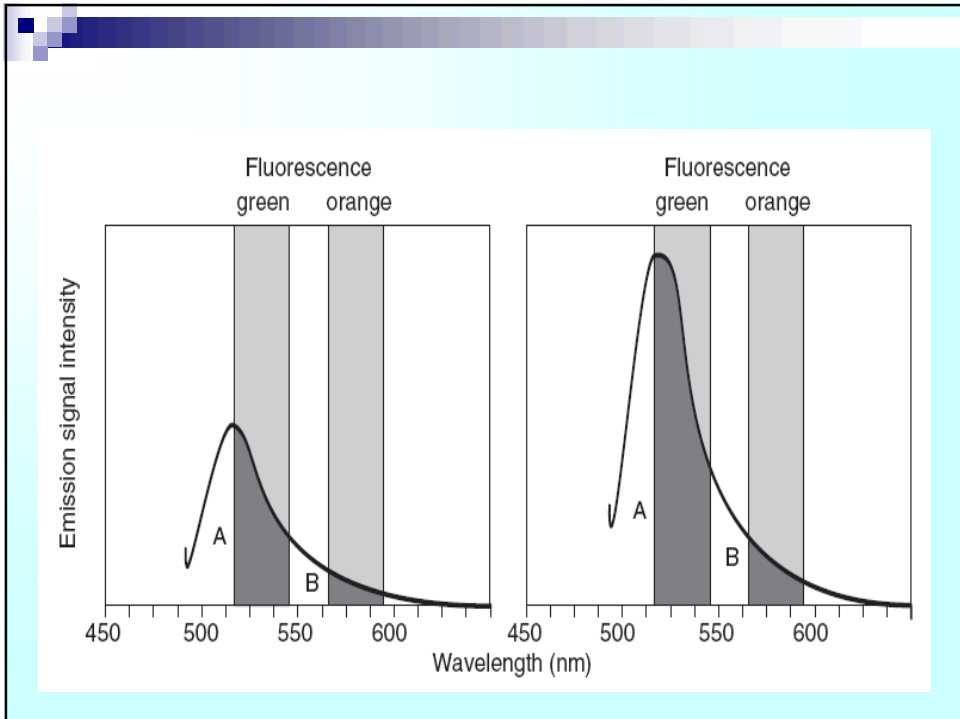 Fluorescence Fluorescence
green orange green orange
Emission signal intensity
A B A B
450 500 550 600 450 500 550 600
Wavelength (nm)